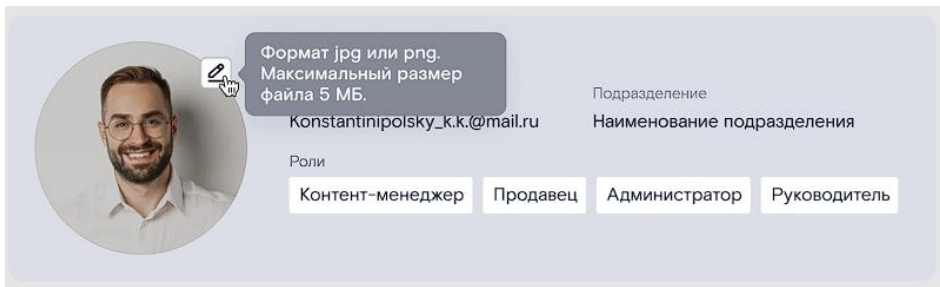 Формат jpg или png.
Максимальный размер
файла 5 МБ.
Подразделение
Konstantinipolsky_k.k.@mail.ru
Наименование подразделения
Роли
Контент-менеджер
Продавец
Администратор
Руководитель